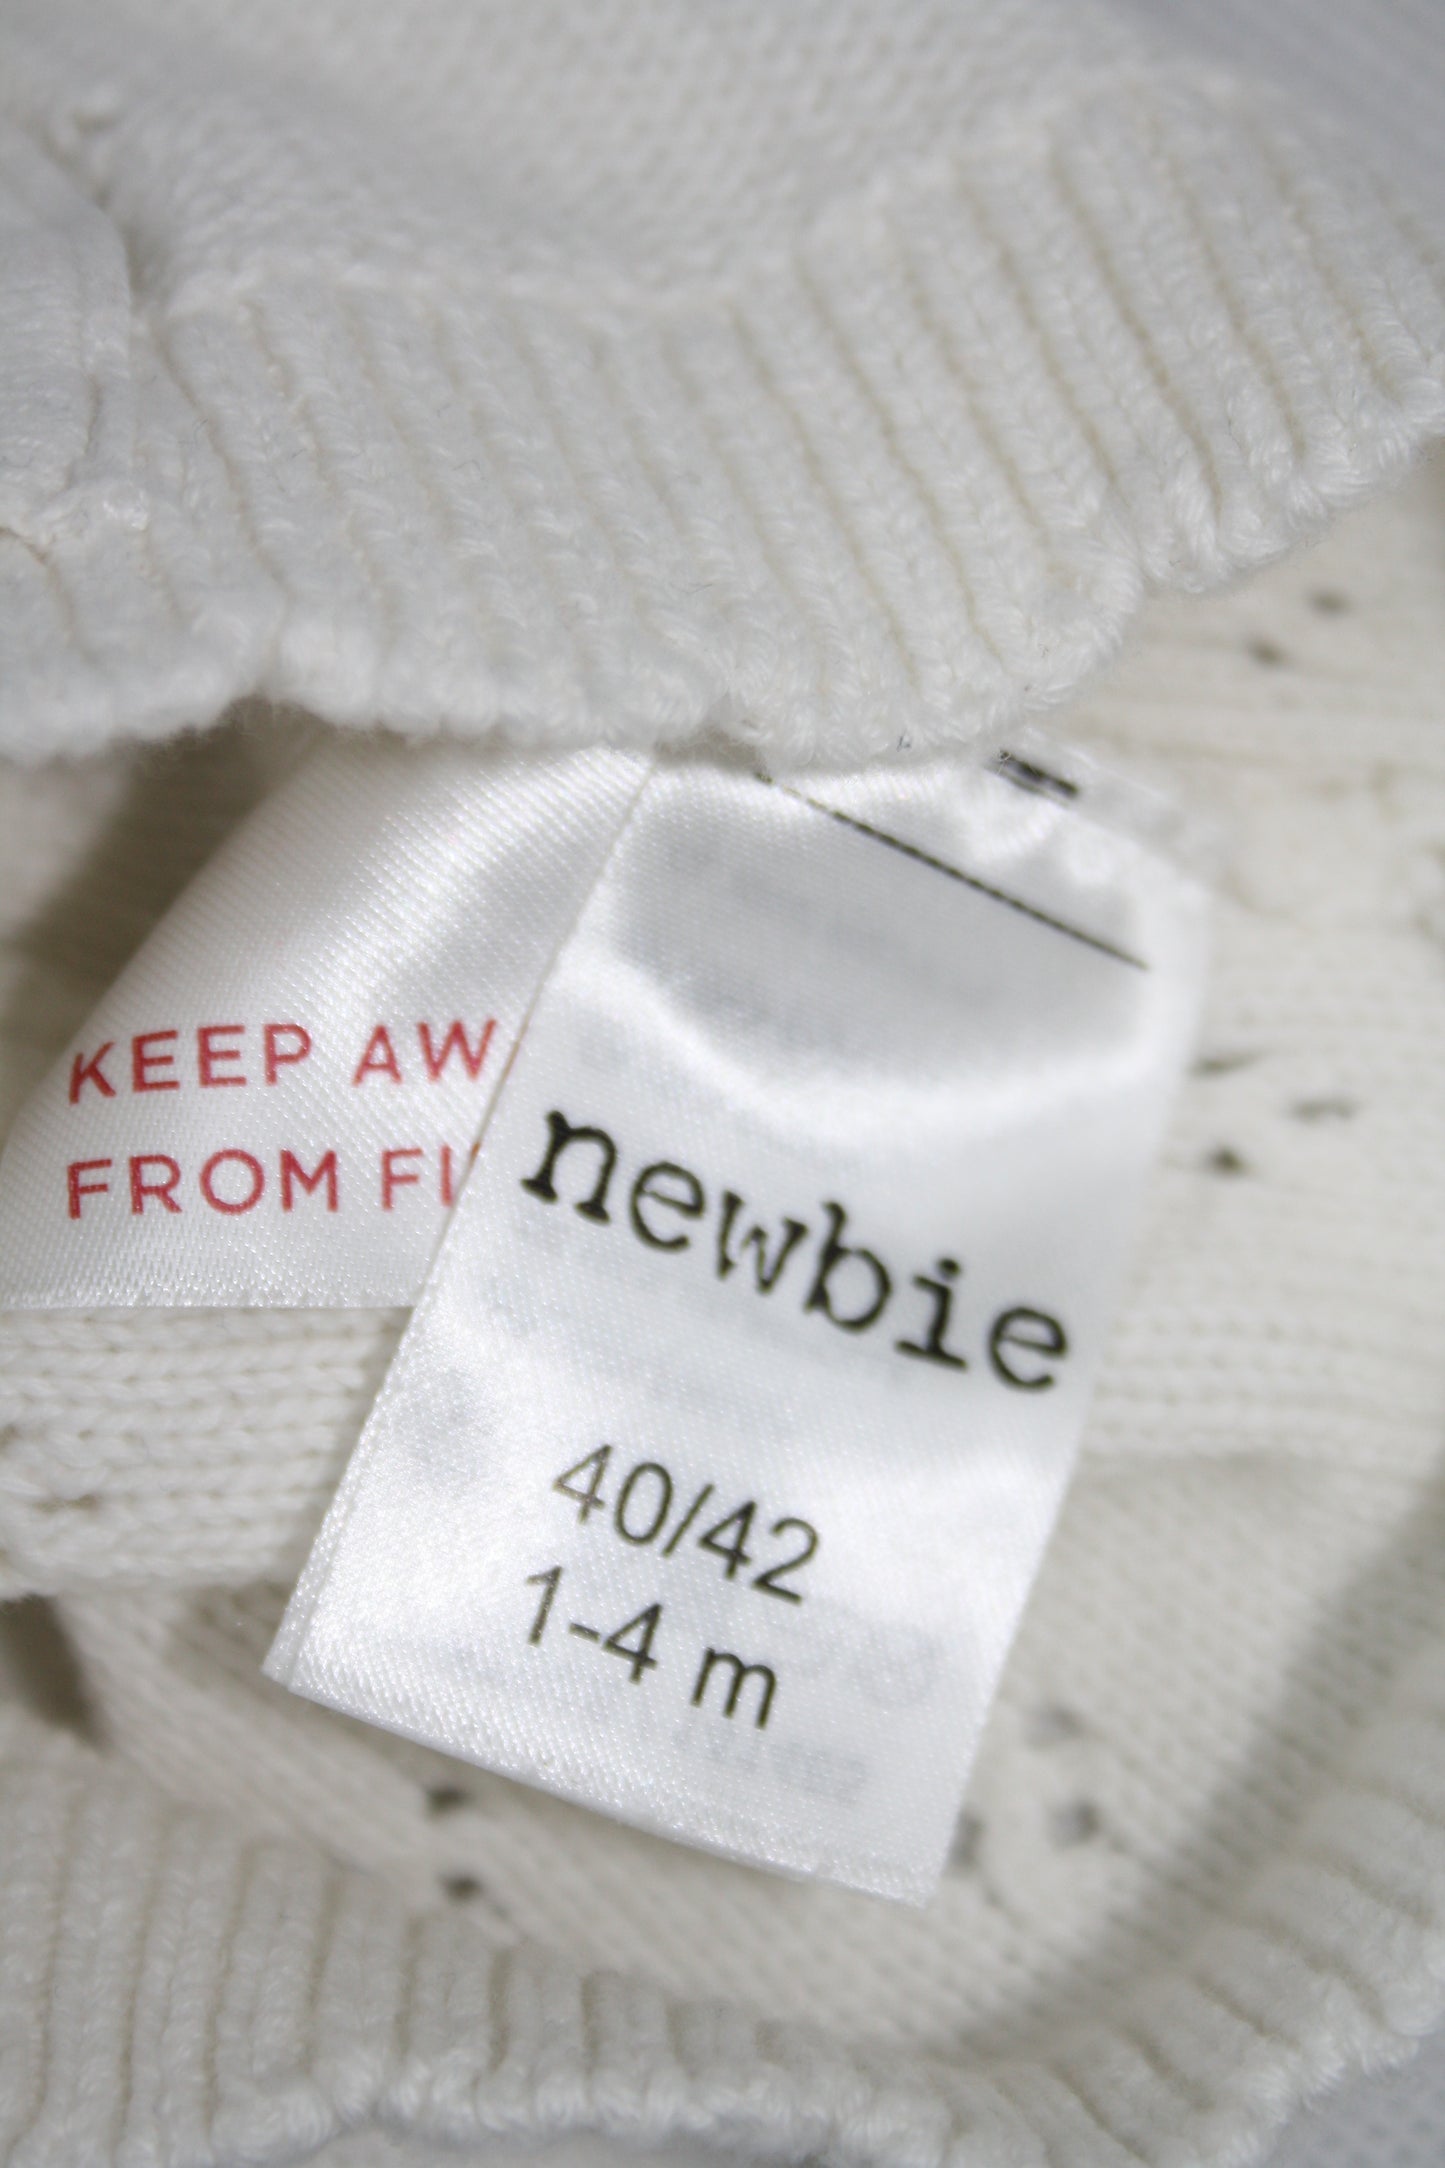 KEEP AW
FROM FI
newbie
40/42
1-4 m